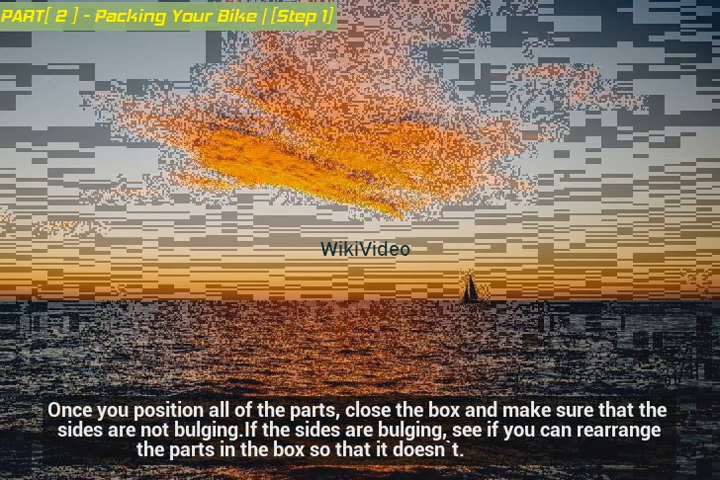 PART[ 2 ] - Packing Your Bike | [Step 1]
WikiVideo
Once you position all of the parts, close the box and make sure that the
sides are not bulging.If the sides are bulging, see if you can rearrange
the parts in the box so that it doesn`t.